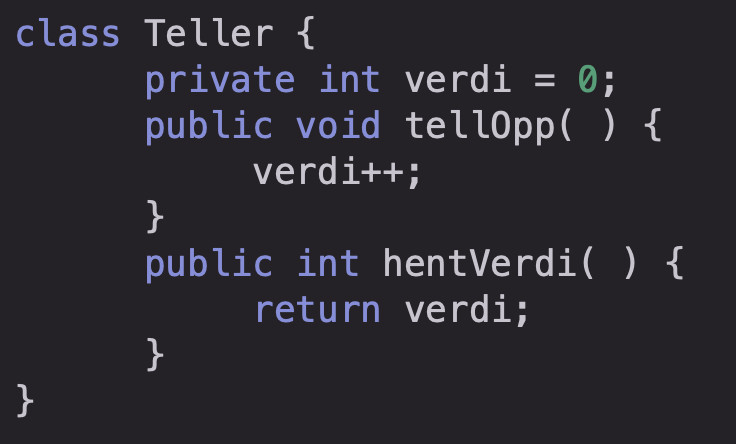 class Teller {
private int verdi = 0;
public void tellOpp( ) {
verdi++;
}
public int hentVerdi( ) {
return verdi;
}
}